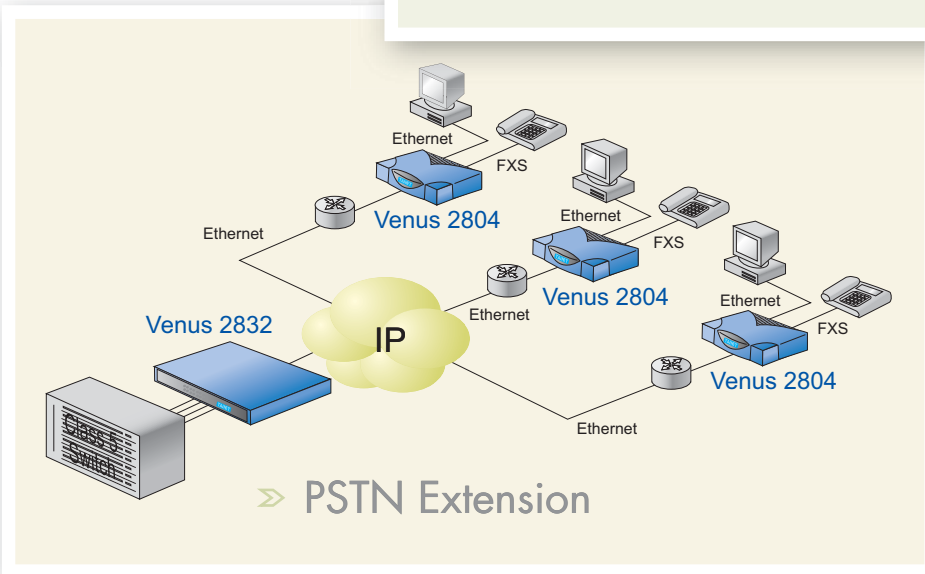 Ethernet
FXS
Venus 2804
Ethernet
Ethernet
FXS
Venus 2804
Ethernet
Ethernet
FXS
Venus 2804
Ethernet
IP
Venus 2832
Class 5
Switch
PSTN Extension